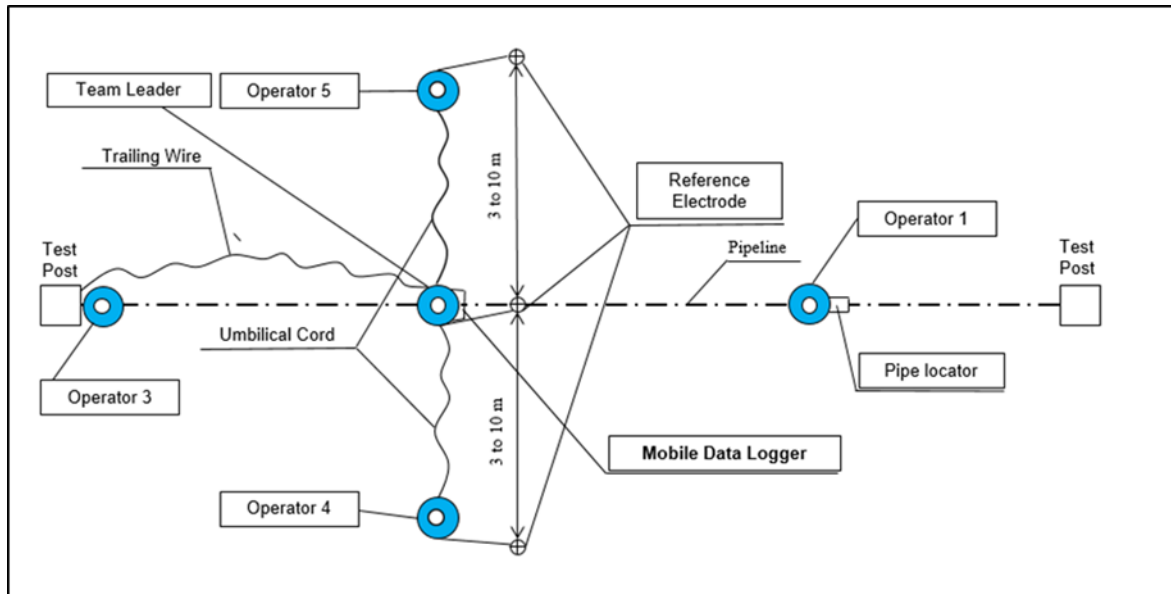 Team Leader
Operator 5
Trailing Wire
3 to 10 m
Reference
Electrode
Operator 1
Test
Post
Pipeline
Test
Post
Umbilical Cord
Operator 3
Pipe locator
3 to 10 m
Mobile Data Logger
Operator 4